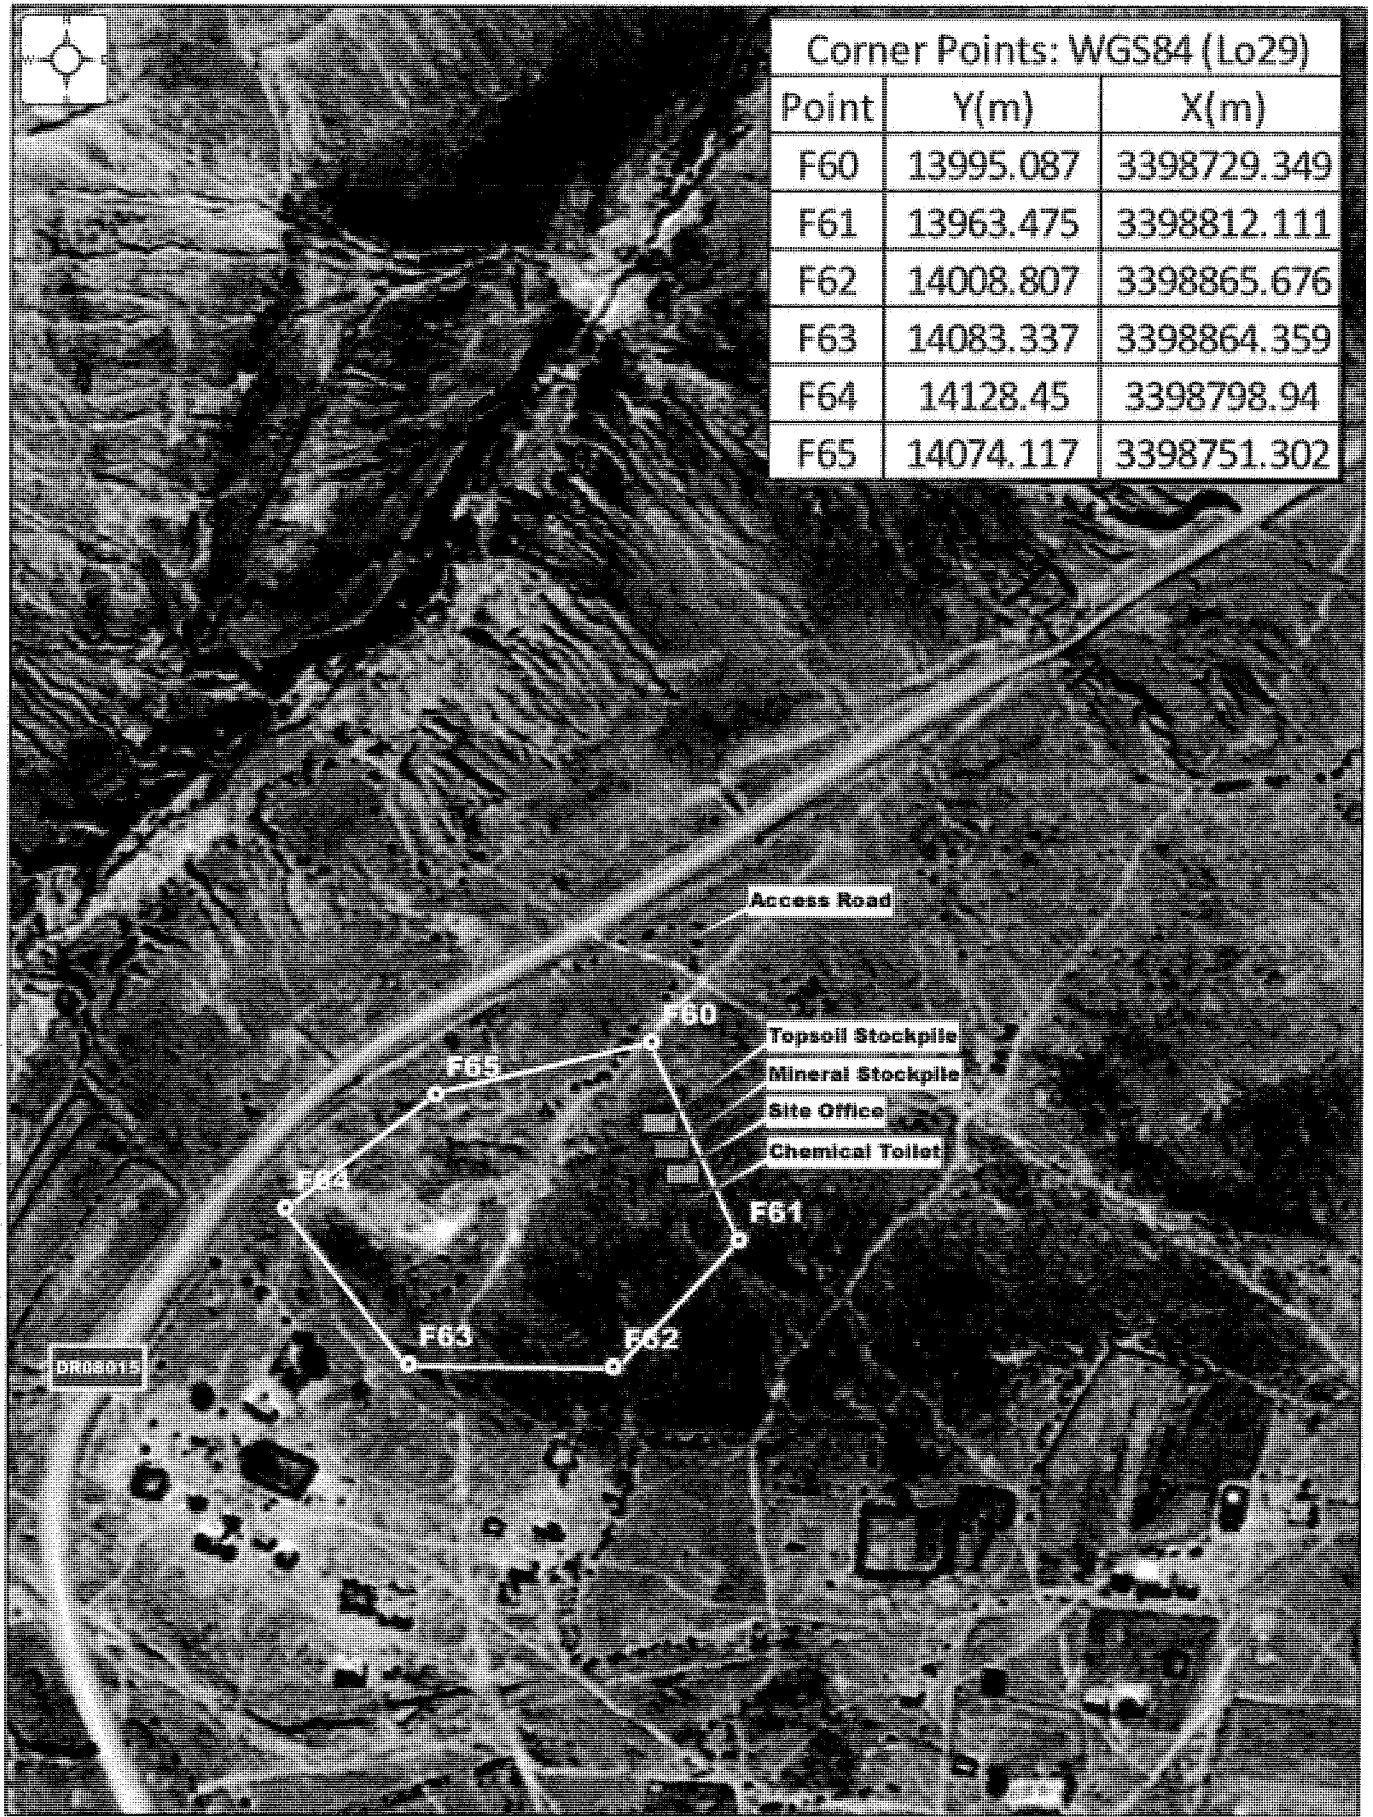 Corner Points: WGS84 (Lo29)
Point Y(m) X(m)
F60 13995.087 3398729.349
F61 13963.475 3398812.111
F62 14008.807 3398865.676
F63 14083.337 3398864.359
F64 14128.45 3398798.94
F65 14074.117 3398751.302
W E
Access Road
F60
Topsoil Stockpile
F65
Mineral Stockpile
Site Office
Chemical Toilet
F64
F61
F63
F62
DR08015